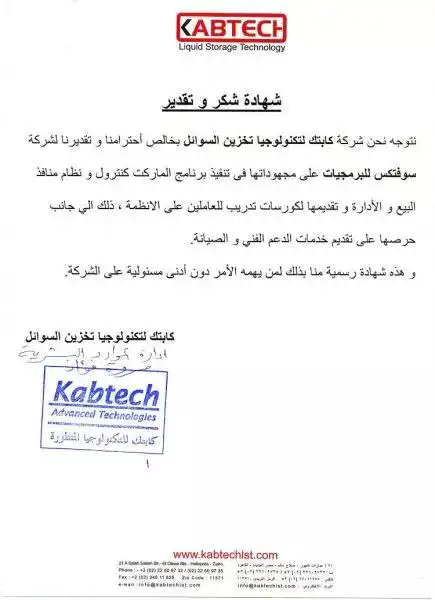 KABTECH
Liquid Storage Technology
شهادة شكر و تقدير
نتوجه نحن شركة كابتك لتكنولوجيا تخزين السوائل بخالص أحترامنا و تقديرنا لشركة
سوفتكس للبرمجيات على مجهوداتها فى تنفيذ برنامج الماركت كنترول و نظام منافذ
البيع و الأدارة و تقديمها لكورسات تدريب للعاملين على الانظمة ، ذلك الي جانب
حرصها على تقديم خدمات الدعم الفني و الصيانة.
و هذه شهادة رسمية منا بذلك لمن يهمه الأمر دون أدنى مسئولية على الشركة.
كابتك لتكنولوجيا تخزين السوائل
ادارة الموارد البشرية
Kabtech
Advanced Technologies
كابتك للتكنولوجيا المتطورة
www.kabtechlst.com
21 A Salah Salem Str. - El Obour Bld. - Heliopolis - Cairo.
Phone : - +2 (02) 22 60 97 32 / (02) 22 60 97 35
Fax : +2 (02) 240 11 656 Zip Code : 11371
e-mail : info@kabtechlst.com
info@kabtechlst.com : البريد الالكترونى